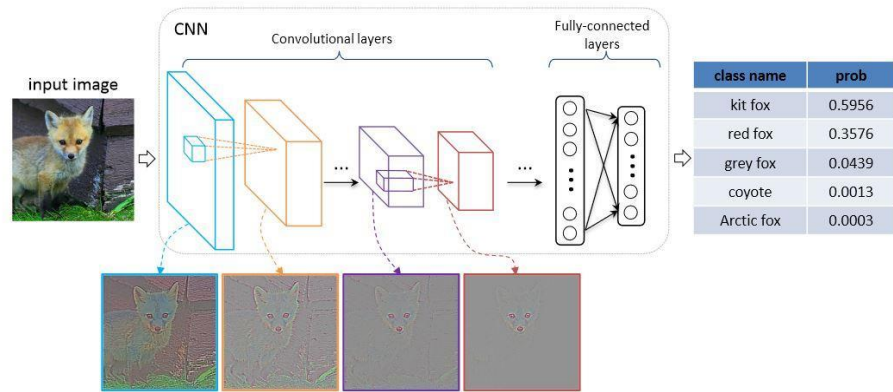 CNN
Convolutional layers
Fully-connected
layers
input image
...
...
class name prob
kit fox 0.5956
red fox 0.3576
grey fox 0.0439
coyote 0.0013
Arctic fox 0.0003